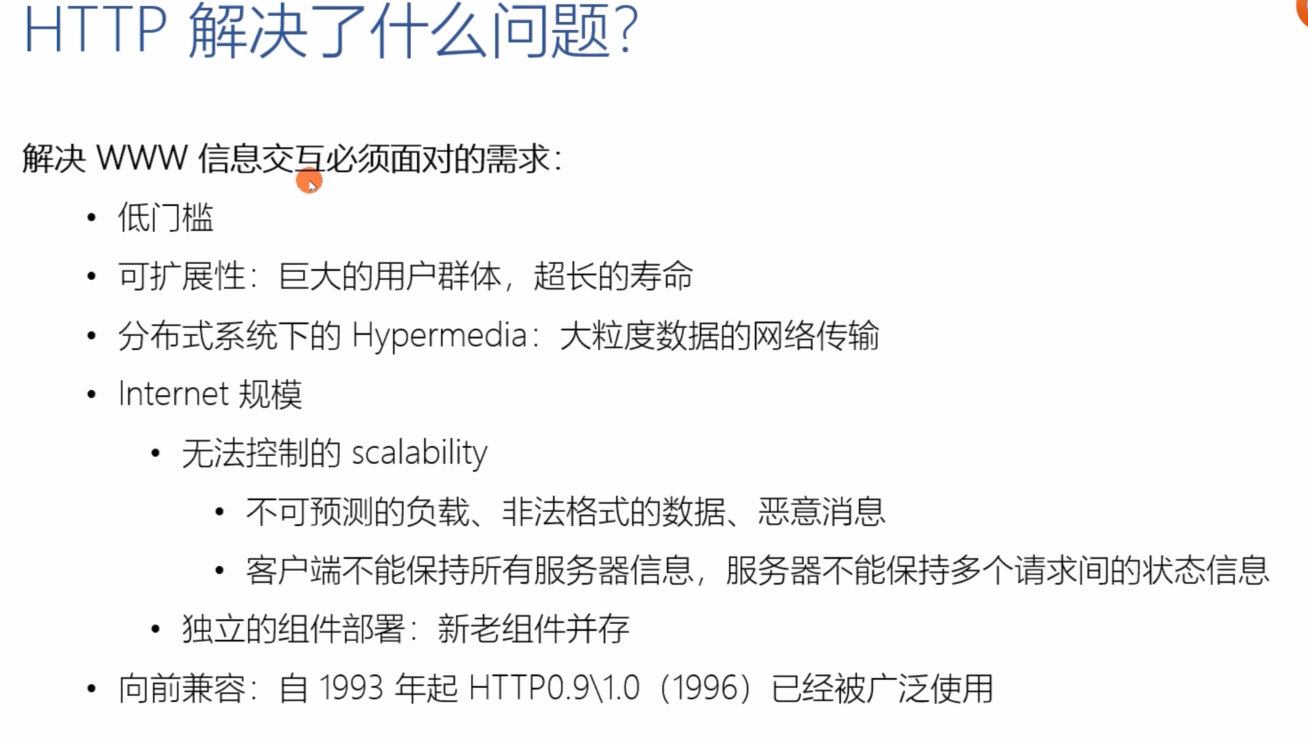 HTTP 解决了什么问题？
解决 WWW 信息交互必须面对的需求：
• 低门槛
• 可扩展性：巨大的用户群体，超长的寿命
• 分布式系统下的 Hypermedia：大粒度数据的网络传输
• Internet 规模
• 无法控制的 scalability
• 不可预测的负载、非法格式的数据、恶意消息
• 客户端不能保持所有服务器信息，服务器不能保持多个请求间的状态信息
• 独立的组件部署：新老组件并存
• 向前兼容：自 1993 年起 HTTP0.9\1.0（1996）已经被广泛使用